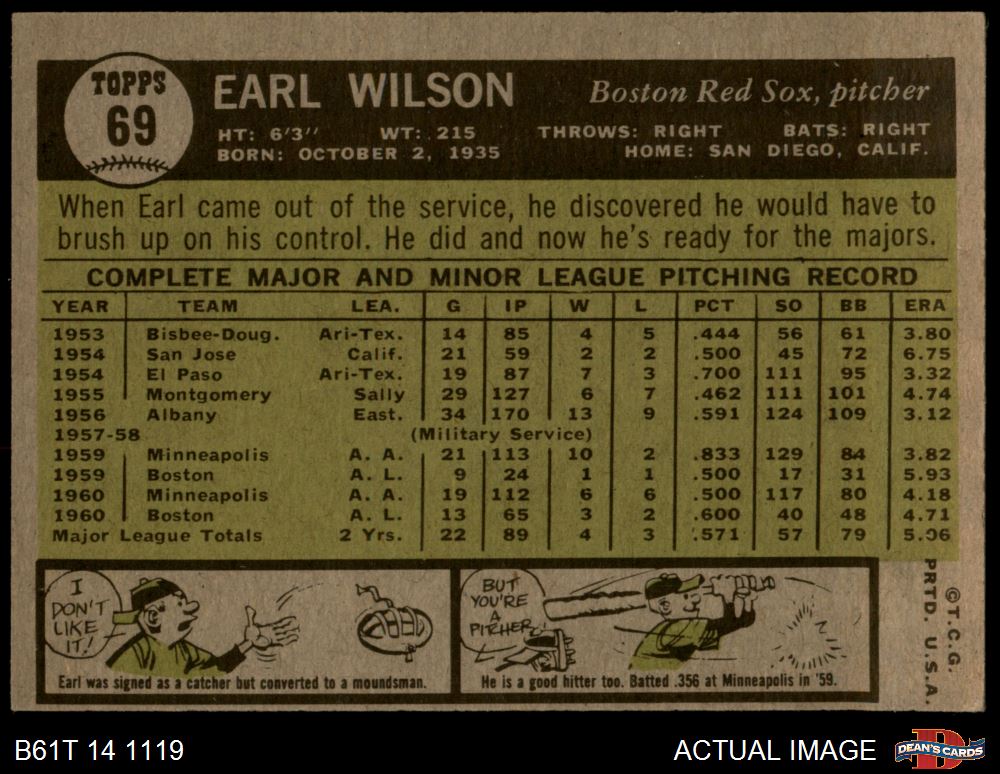 TOPPS
69
EARL WILSON
Boston Red Sox, pitcher
HT: 6'3" WT: 215 THROWS: RIGHT BATS: RIGHT
BORN: OCTOBER 2, 1935 HOME: SAN DIEGO, CALIF.
When Earl came out of the service, he discovered he would have to
brush up on his control. He did and now he's ready for the majors.
COMPLETE MAJOR AND MINOR LEAGUE PITCHING RECORD
YEAR TEAM LEA. G IP W L PCT SO BB ERA
1953 Bisbee-Doug. Ari-Tex. 14 85 4 5 .444 56 61 3.80
1954 San Jose Calif. 21 59 2 2 .500 45 72 6.75
1954 El Paso Ari-Tex. 19 87 7 3 .700 111 95 3.32
1955 Montgomery Sally 29 127 6 7 .462 111 101 4.74
1956 Albany East. 34 170 13 9 .591 124 109 3.12
1957-58 (Military Service)
1959 Minneapolis A. A. 21 113 10 2 .833 129 84 3.82
1959 Boston A. L. 9 24 1 1 .500 17 31 5.93
1960 Minneapolis A. A. 19 112 6 6 .500 117 80 4.18
1960 Boston A. L. 13 65 3 2 .600 40 48 4.71
Major League Totals 2 Yrs. 22 89 4 3 .571 57 79 5.06
I
DON'T
LIKE
IT!
Earl was signed as a catcher but converted to a moundsman.
BUT
YOU'RE
A
PITCHER
He is a good hitter too. Batted .356 at Minneapolis in '59.
©T.C.G.
PRTD. U.S.A.
B61T 14 1119
ACTUAL IMAGE
D
DEAN'S CARDS